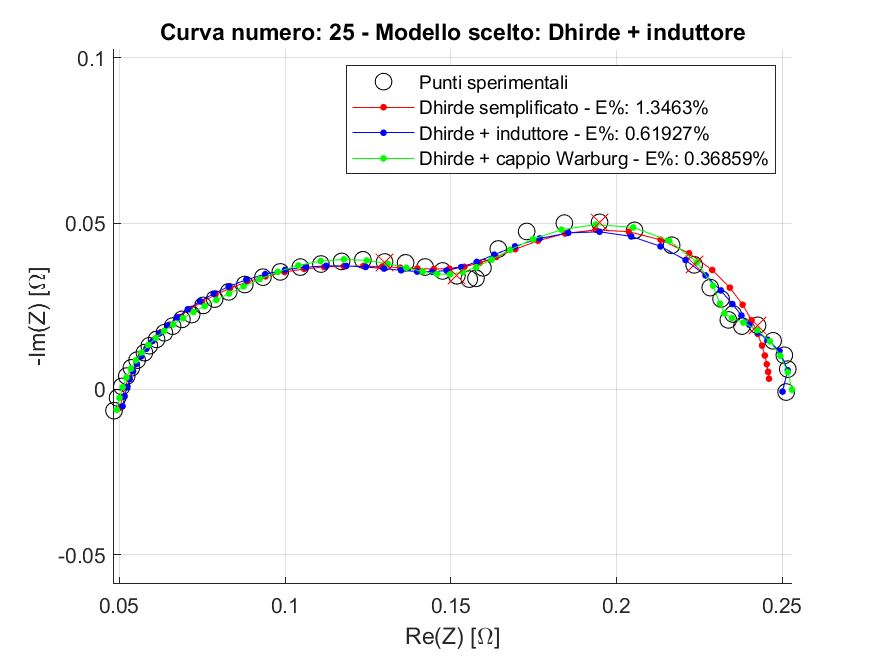 Curva numero: 25 - Modello scelto: Dhirde + induttore
Punti sperimentali
Dhirde semplificato - E%: 1.3463%
Dhirde + induttore - E%: 0.61927%
Dhirde + cappio Warburg - E%: 0.36859%
-Im(Z) [Ω]
0.1
0.05
0
-0.05
0.05 0.1 0.15 0.2 0.25
Re(Z) [Ω]